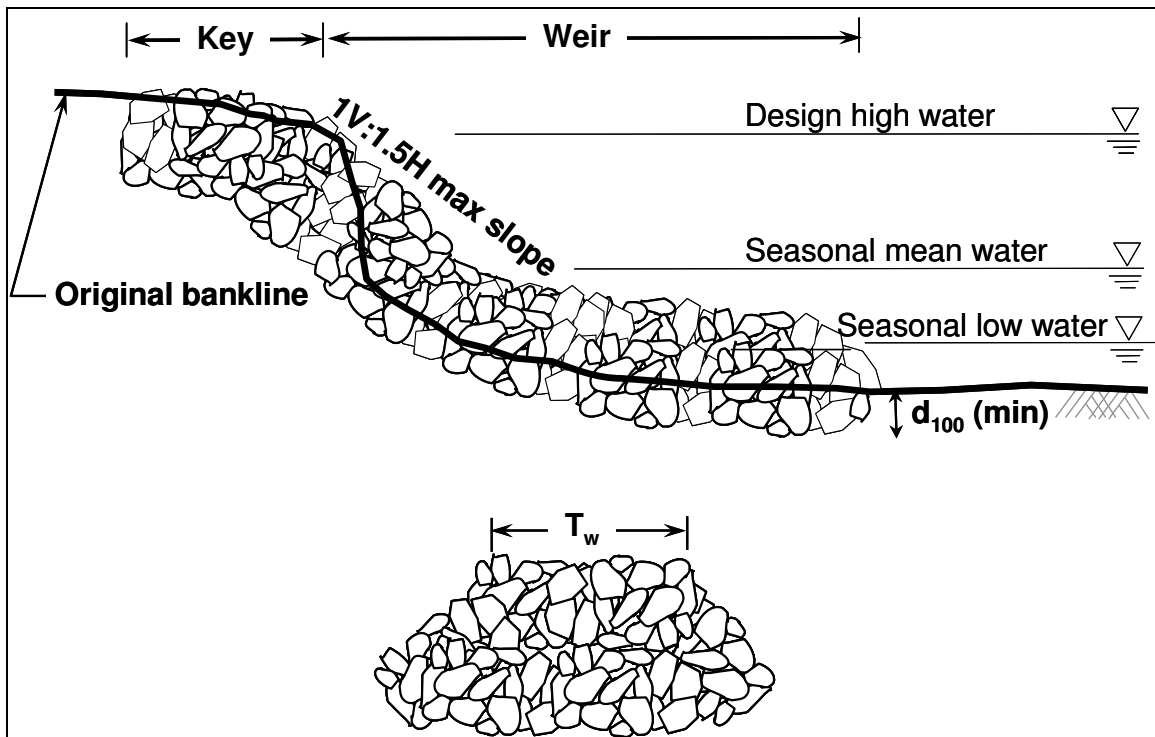 Key
Weir
Design high water
1V:1.5H max slope
Seasonal mean water
Original bankline
Seasonal low water
d₁₀₀ (min)
T_w